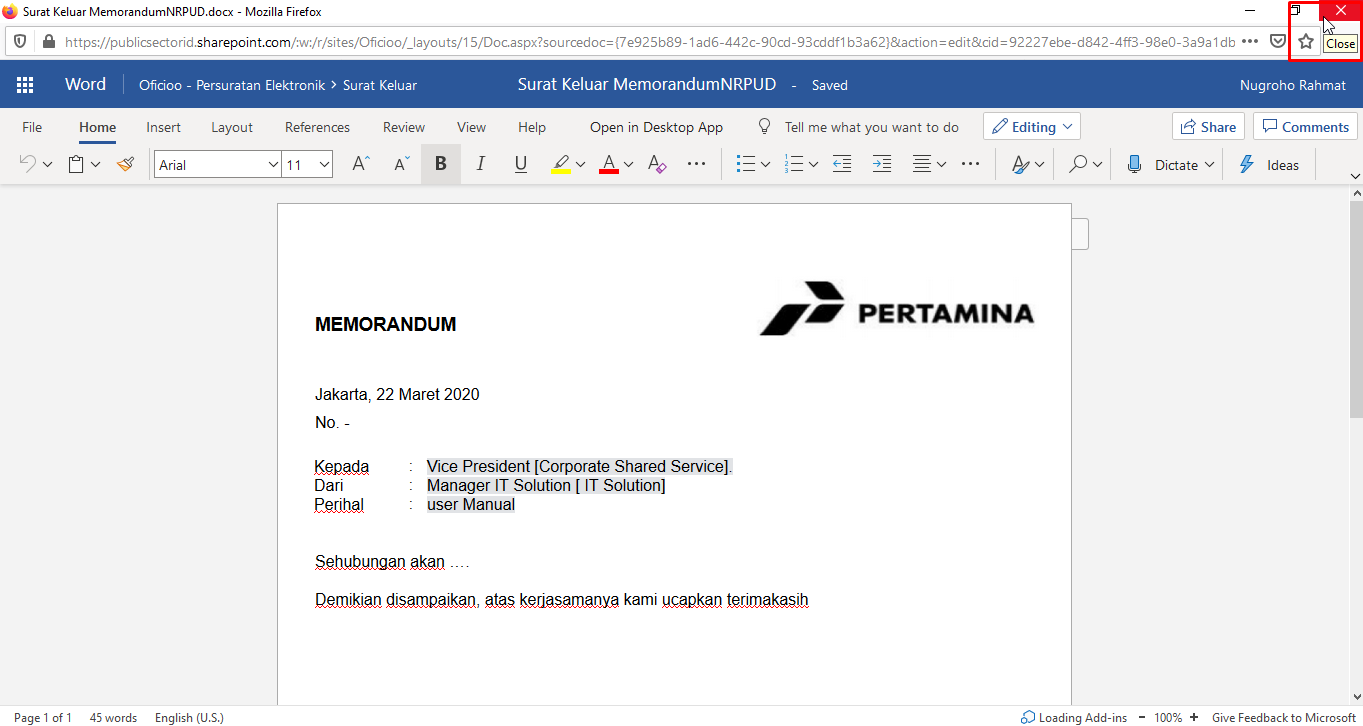 Surat Keluar MemorandumNRPUD.docx - Mozilla Firefox
https://publicsectorid.sharepoint.com/:w:/r/sites/Oficioo/_layouts/15/Doc.aspx?sourcedoc={7e925b89-1ad6-442c-90cd-93cddf1b3a62}&action=edit&cid=92227ebe-d842-4ff3-98e0-3a9a1db
Close
Word Oficioo - Persuratan Elektronik > Surat Keluar Surat Keluar MemorandumNRPUD - Saved Nugroho Rahmat
File Home Insert Layout References Review View Help Open in Desktop App Tell me what you want to do Editing Share Comments
Arial 11 A A B I U A A Dictate Ideas
MEMORANDUM
PERTAMINA
Jakarta, 22 Maret 2020
No. -
Kepada : Vice President [Corporate Shared Service].
Dari : Manager IT Solution [ IT Solution]
Perihal : user Manual
Sehubungan akan ….
Demikian disampaikan, atas kerjasamanya kami ucapkan terimakasih
Page 1 of 1 45 words English (U.S.) Loading Add-ins - 100% + Give Feedback to Microsoft